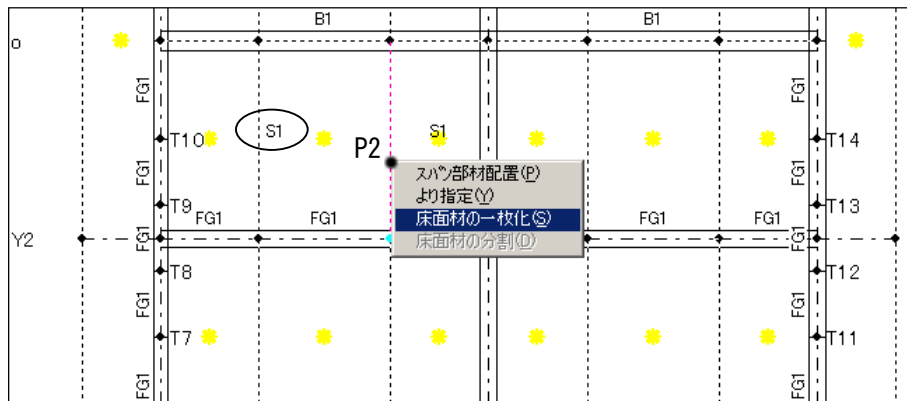 B1 B1
o
FG1 FG1
S1 S1
T10 P2 T14
スパン部材配置(P)
FG1 より指定(Y) FG1
T9 FG1 FG1 床面材の一枚化(S) FG1 FG1 T13
Y2 FG1 床面材の分割(D) FG1
T8 T12
FG1 FG1
T7 T11
FG1 FG1